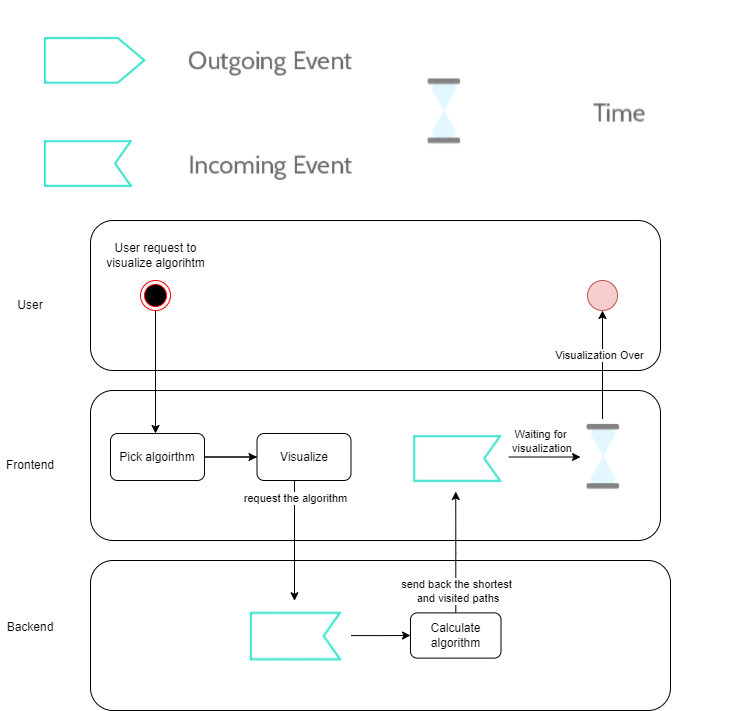 Outgoing Event
Time
Incoming Event
User request to
visualize algorihtm
User
Visualization Over
Frontend
Pick algoirthm
Visualize
Waiting for
visualization
request the algorithm
send back the shortest
and visited paths
Backend
Calculate
algorithm